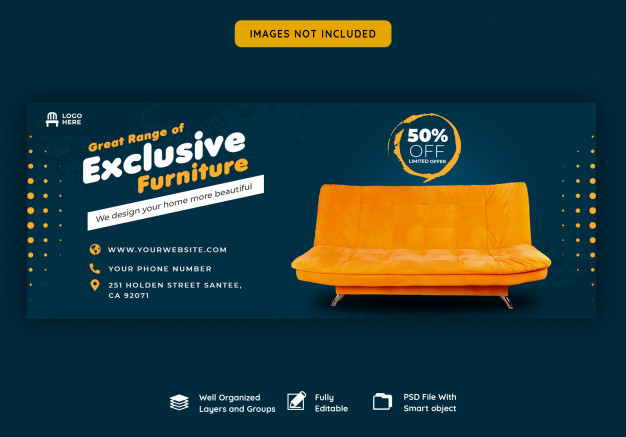 IMAGES NOT INCLUDED
LOGO
HERE
Great Range of
Exclusive
Furniture
We design your home more beautiful
WWW.YOURWEBSITE.COM
YOUR PHONE NUMBER
251 HOLDEN STREET SANTEE,
CA 92071
50%
OFF
LIMITED OFFER
Well Organized
Layers and Groups
Fully
Editable
PSD File With
Smart object